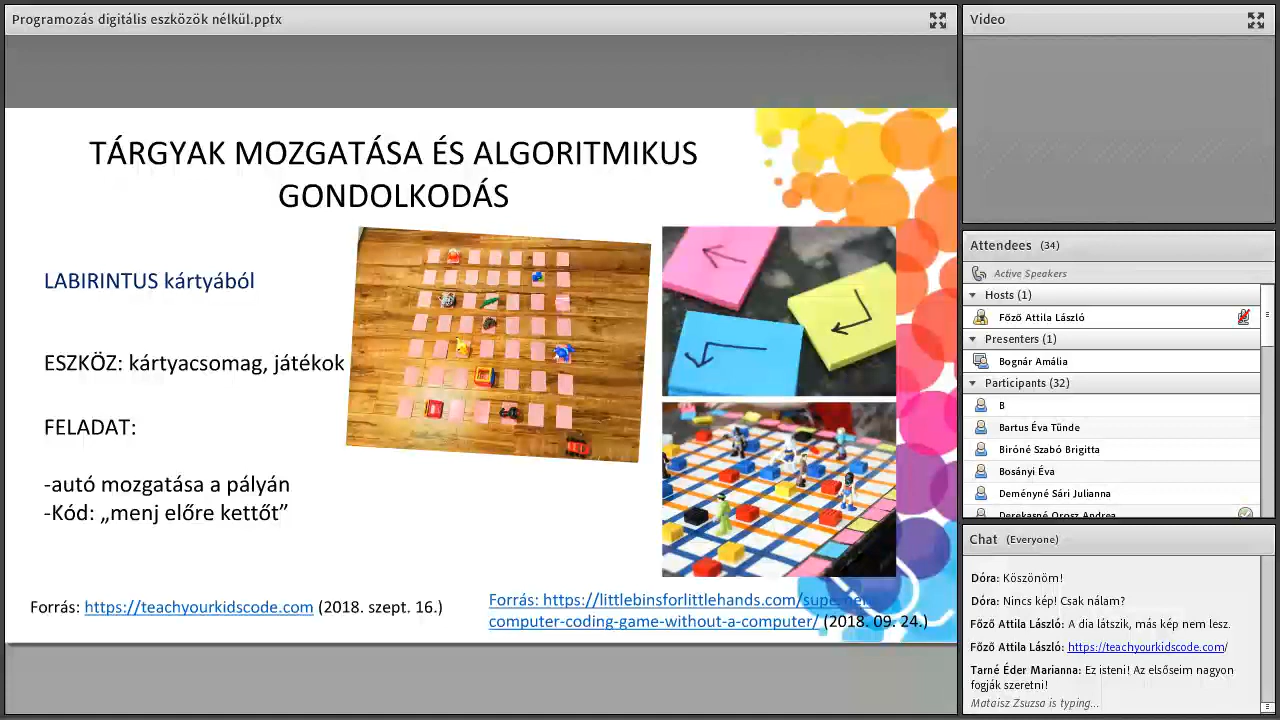 Programozás digitális eszközök nélkül.pptx
TÁRGYAK MOZGATÁSA ÉS ALGORITMIKUS
GONDOLKODÁS
LABIRINTUS kártyából
ESZKÖZ: kártyacsomag, játékok
FELADAT:
-autó mozgatása a pályán
-Kód: „menj előre kettőt”
Forrás: https://teachyourkidscode.com (2018. szept. 16.)
Forrás: https://littlebinsforlittlehands.com/
computer-coding-game-without-a-computer/ (2018. 09. 24.)
Video
Attendees (34)
Active Speakers
Hosts (1)
Főző Attila László
Presenters (1)
Bognár Amália
Participants (32)
B
Bartus Éva Tünde
Biróné Szabó Brigitta
Bosányi Éva
Deményné Sári Julianna
Derekasné Orosz Andrea
Chat (Everyone)
Dóra: Köszönöm!
Dóra: Nincs kép! Csak nálam?
Főző Attila László: A dia látszik, más kép nem lesz.
Főző Attila László: https://teachyourkidscode.com/
Tarné Éder Marianna: Ez isteni! Az elsőseim nagyon
fogják szeretni!
Mataisz Zsuzsa is typing...